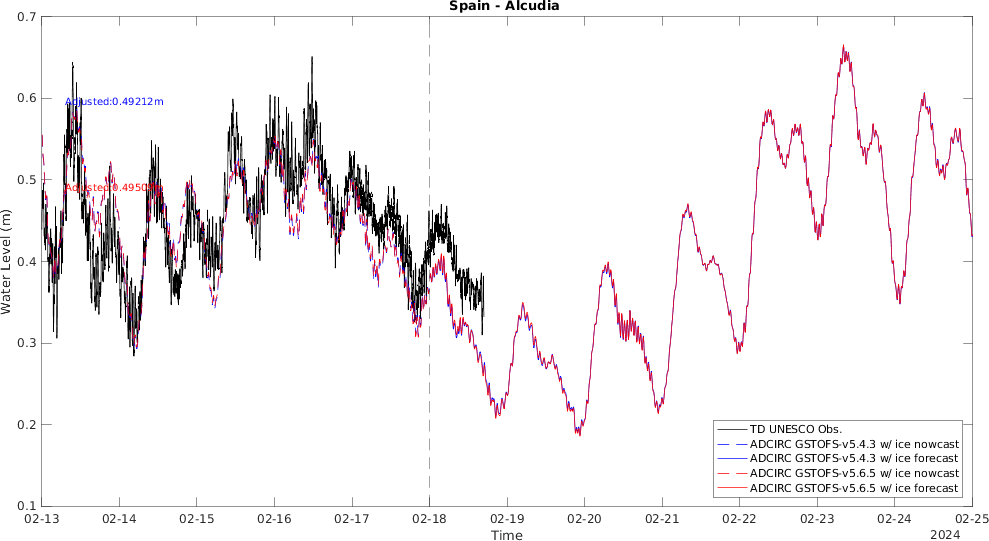 Spain - Alcudia
Water Level (m)
0.7
0.6
0.5
0.4
0.3
0.2
0.1
Adjusted:0.49212m
02-13
02-14
02-15
02-16
02-17
02-18
02-19
02-20
02-21
02-22
02-23
02-24
02-25
Time
2024
TD UNESCO Obs.
ADCIRC GSTOFS-v5.4.3 w/ ice nowcast
ADCIRC GSTOFS-v5.4.3 w/ ice forecast
ADCIRC GSTOFS-v5.6.5 w/ ice nowcast
ADCIRC GSTOFS-v5.6.5 w/ ice forecast